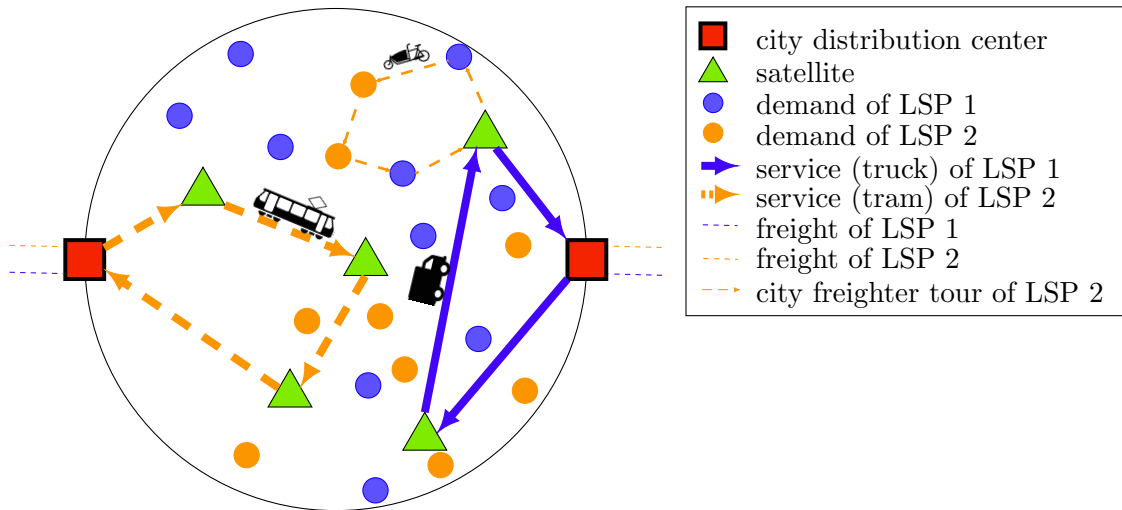 city distribution center
satellite
demand of LSP 1
demand of LSP 2
service (truck) of LSP 1
service (tram) of LSP 2
freight of LSP 1
freight of LSP 2
city freighter tour of LSP 2